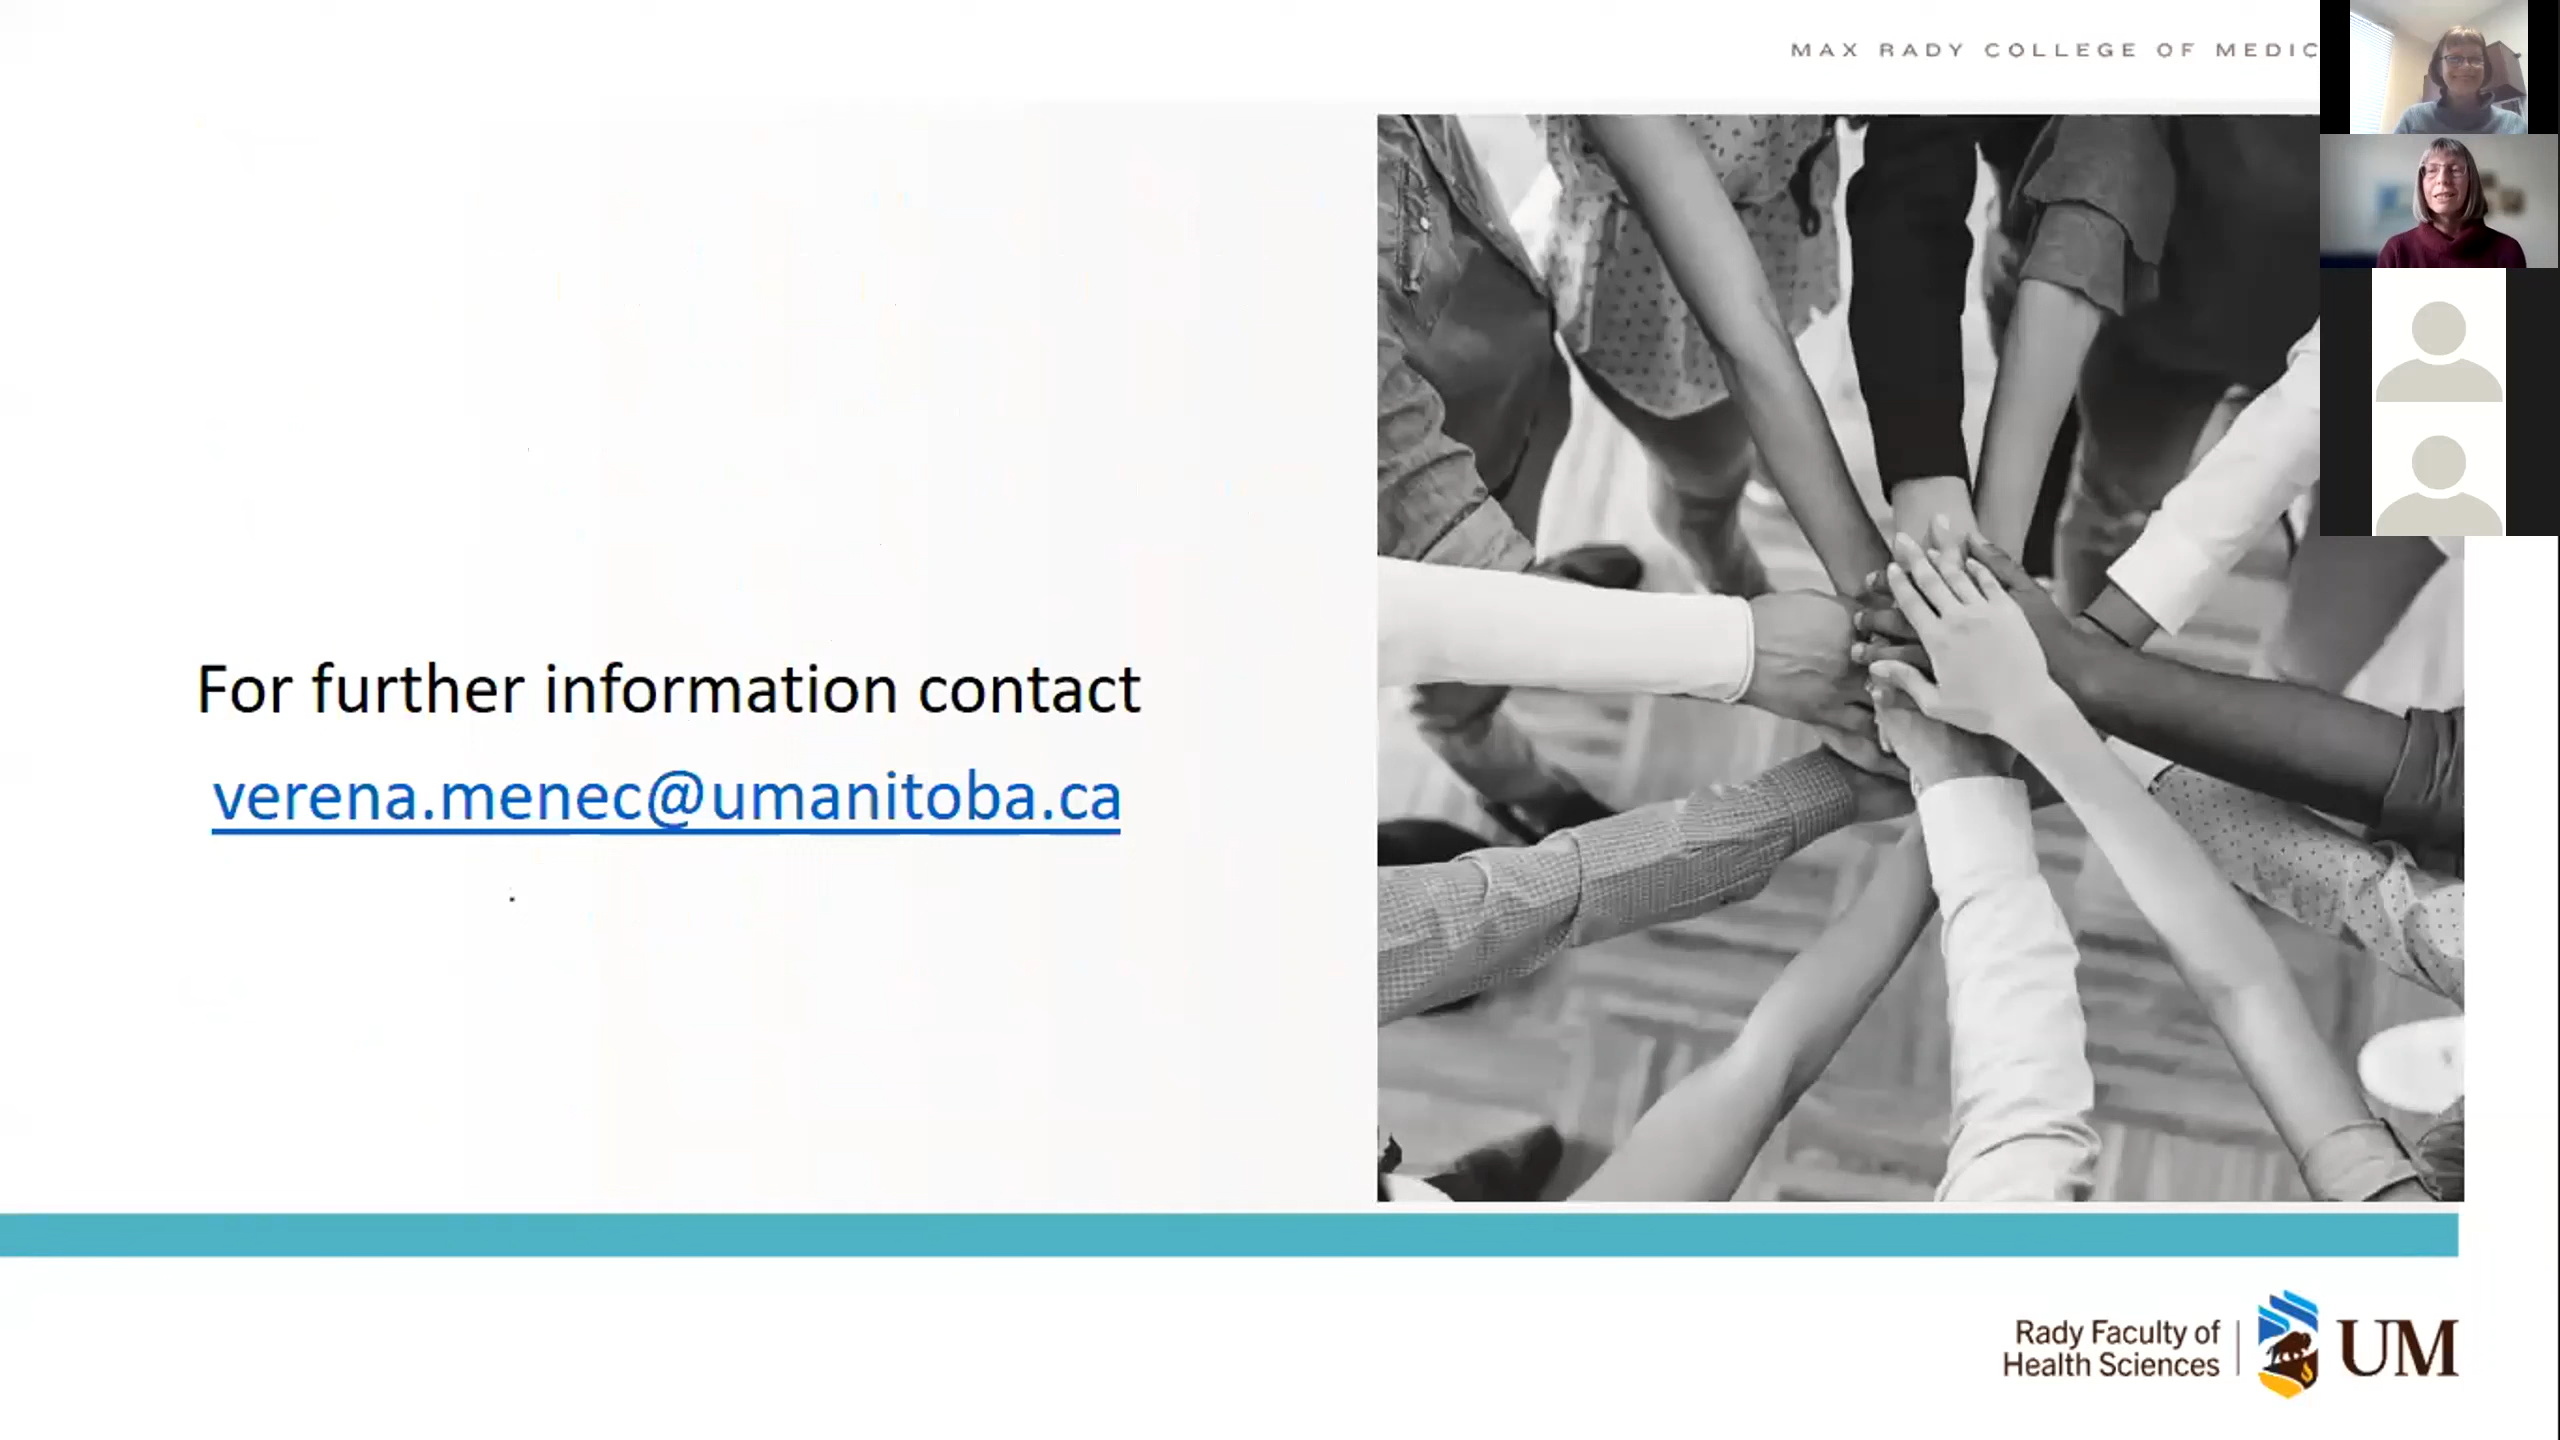 MAX RADY COLLEGE OF MEDIC
For further information contact
verena.menec@umanitoba.ca
Rady Faculty of
Health Sciences
UM